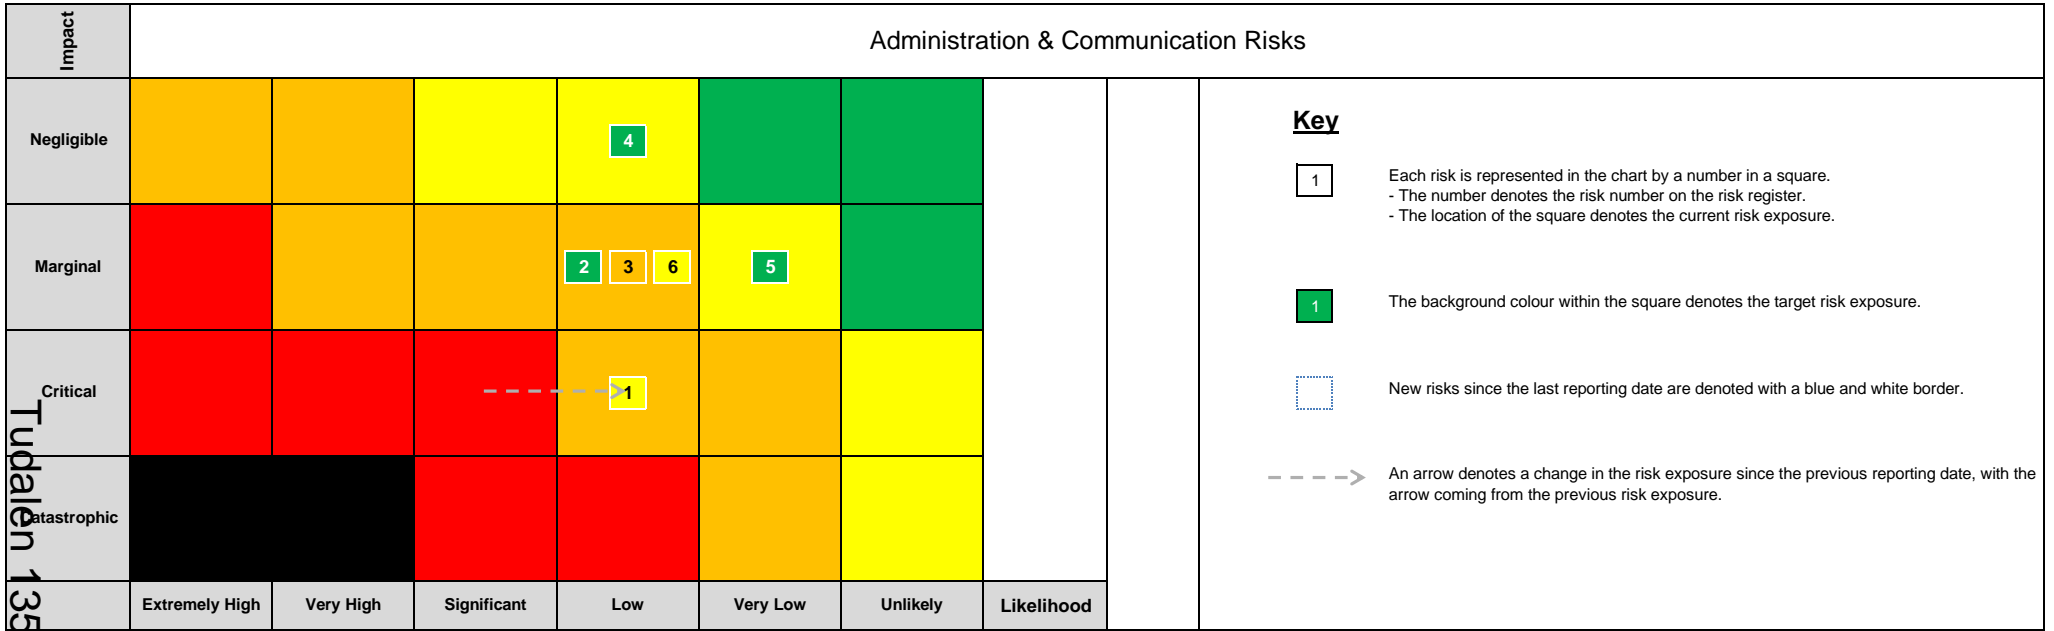 Impact
Administration & Communication Risks
Negligible
4
Marginal
2 3 6 5
Critical
1
Catastrophic
Extremely High Very High Significant Low Very Low Unlikely Likelihood
Key
1
Each risk is represented in the chart by a number in a square.
- The number denotes the risk number on the risk register.
- The location of the square denotes the current risk exposure.
1
The background colour within the square denotes the target risk exposure.
New risks since the last reporting date are denoted with a blue and white border.
An arrow denotes a change in the risk exposure since the previous reporting date, with the
arrow coming from the previous risk exposure.
Tudalen 135